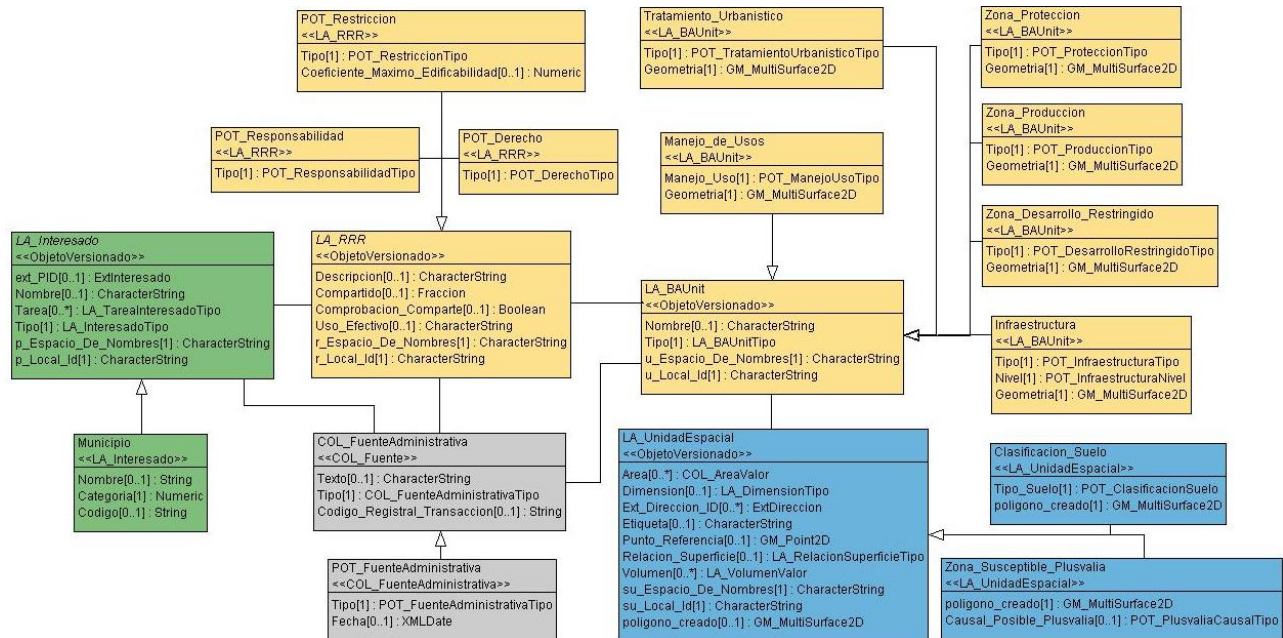 POT_Restriccion
<<LA_RRR>>
Tipo[1] : POT_RestriccionTipo
Coeficiente_Maximo_Edificabilidad[0..1] : Numeric
Tratamiento_Urbanistico
<<LA_BAUnit>>
Tipo[1] : POT_TratamientoUrbanisticoTipo
Geometria[1] : GM_MultiSurface2D
Zona_Proteccion
<<LA_BAUnit>>
Tipo[1] : POT_ProteccionTipo
Geometria[1] : GM_MultiSurface2D
POT_Responsabilidad
<<LA_RRR>>
Tipo[1] : POT_ResponsabilidadTipo
POT_Derecho
<<LA_RRR>>
Tipo[1] : POT_DerechoTipo
Manejo_de_Usos
<<LA_BAUnit>>
Manejo_Uso[1] : POT_ManejoUsoTipo
Geometria[1] : GM_MultiSurface2D
Zona_Produccion
<<LA_BAUnit>>
Tipo[1] : POT_ProduccionTipo
Geometria[1] : GM_MultiSurface2D
Zona_Desarrollo_Restringido
<<LA_BAUnit>>
Tipo[1] : POT_DesarrolloRestringidoTipo
Geometria[1] : GM_MultiSurface2D
LA_Interesado
<<ObjetoVersionado>>
ext_PID[0..1] : ExtInteresado
Nombre[0..1] : CharacterString
Tarea[0..*] : LA_TareaInteresadoTipo
Tipo[1] : LA_InteresadoTipo
p_Espacio_De_Nombres[1] : CharacterString
p_Local_Id[1] : CharacterString
LA_RRR
<<ObjetoVersionado>>
Descripcion[0..1] : CharacterString
Compartido[0..1] : Fraccion
Comprobacion_Comparte[0..1] : Boolean
Uso_Efectivo[0..1] : CharacterString
r_Espacio_De_Nombres[1] : CharacterString
r_Local_Id[1] : CharacterString
LA_BAUnit
<<ObjetoVersionado>>
Nombre[0..1] : CharacterString
Tipo[1] : LA_BAUnitTipo
u_Espacio_De_Nombres[1] : CharacterString
u_Local_Id[1] : CharacterString
Infraestructura
<<LA_BAUnit>>
Tipo[1] : POT_InfraestructuraTipo
Nivel[1] : POT_InfraestructuraNivel
Geometria[1] : GM_MultiSurface2D
Municipio
<<LA_Interesado>>
Nombre[0..1] : String
Categoria[1] : Numeric
Codigo[0..1] : String
COL_FuenteAdministrativa
<<COL_Fuente>>
Texto[0..1] : CharacterString
Tipo[1] : COL_FuenteAdministrativaTipo
Codigo_Registral_Transaccion[0..1] : String
LA_UnidadEspacial
<<ObjetoVersionado>>
Area[0..*] : COL_AreaValor
Dimension[0..1] : LA_DimensionTipo
Ext_Direccion_ID[0..*] : ExtDireccion
Etiqueta[0..1] : CharacterString
Punto_Referencia[0..1] : GM_Point2D
Relacion_Superficie[0..1] : LA_RelacionSuperficieTipo
Volumen[0..*] : LA_VolumenValor
su_Espacio_De_Nombres[1] : CharacterString
su_Local_Id[1] : CharacterString
poligono_creado[0..1] : GM_MultiSurface2D
Clasificacion_Suelo
<<LA_UnidadEspacial>>
Tipo_Suelo[1] : POT_ClasificacionSuelo
poligono_creado[1] : GM_MultiSurface2D
POT_FuenteAdministrativa
<<COL_FuenteAdministrativa>>
Tipo[1] : POT_FuenteAdministrativaTipo
Fecha[0..1] : XMLDate
Zona_Susceptible_Plusvalia
<<LA_UnidadEspacial>>
poligono_creado[1] : GM_MultiSurface2D
Causal_Posible_Plusvalia[0..1] : POT_PlusvaliaCausalTipo